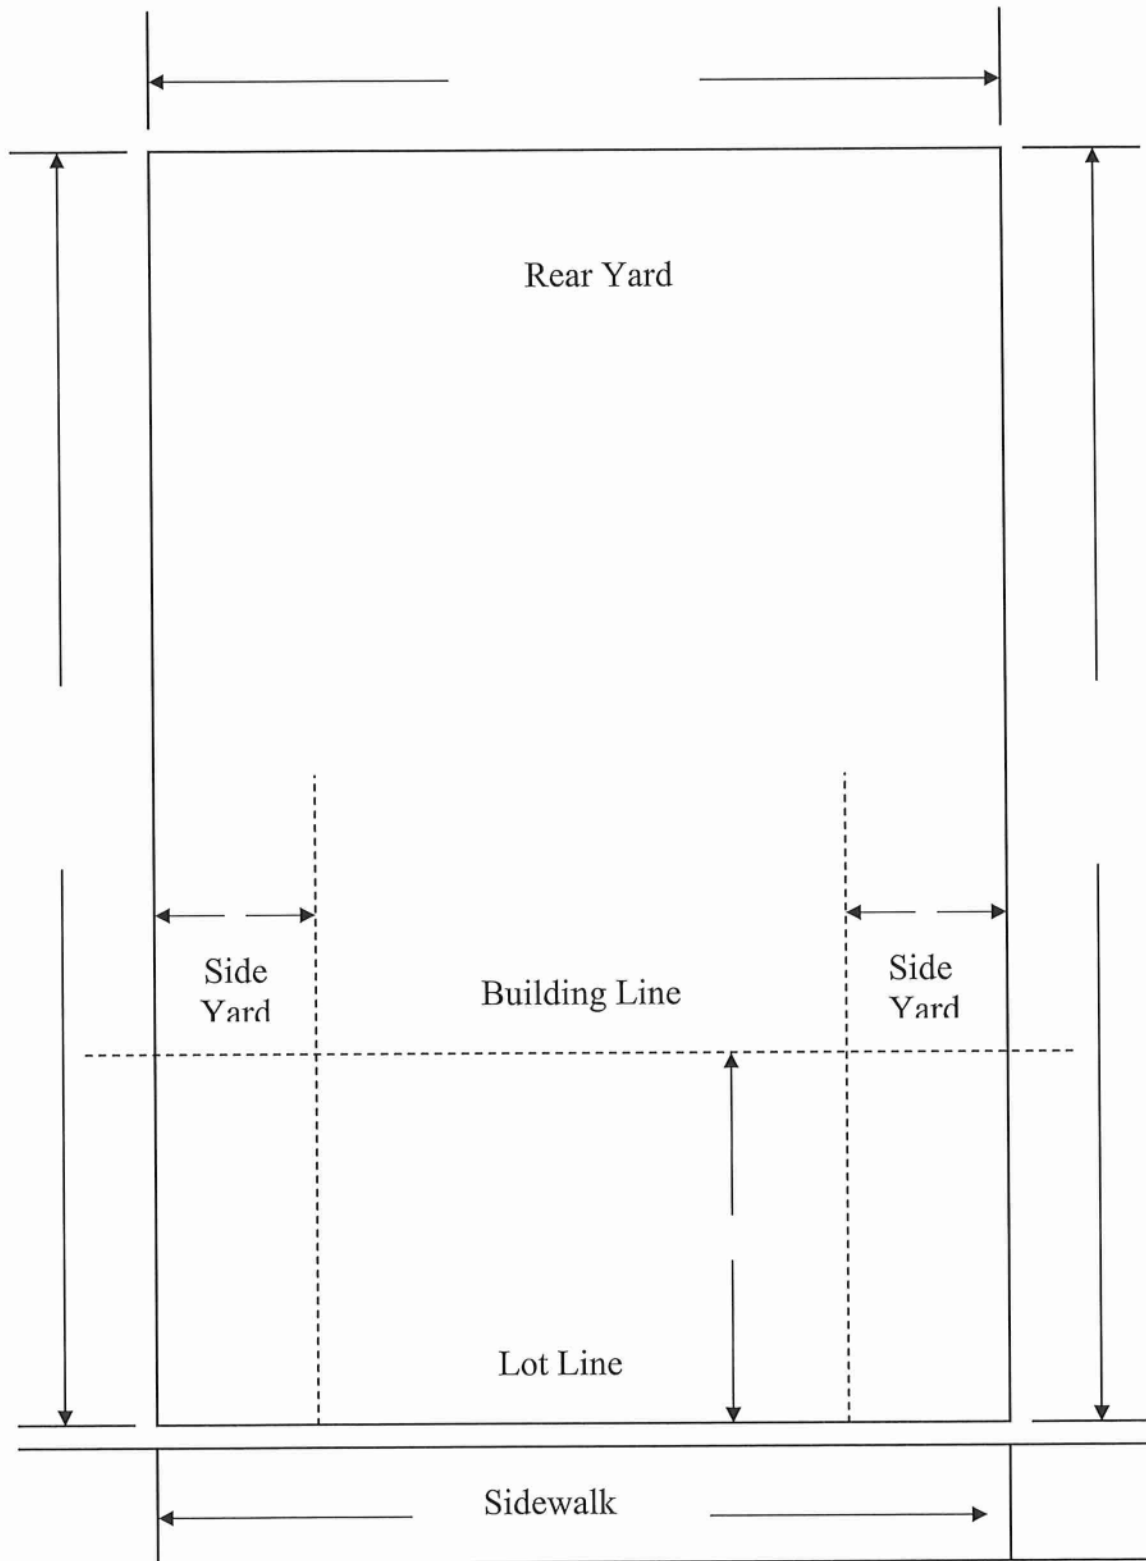 Rear Yard
Side
Yard
Building Line
Side
Yard
Lot Line
Sidewalk